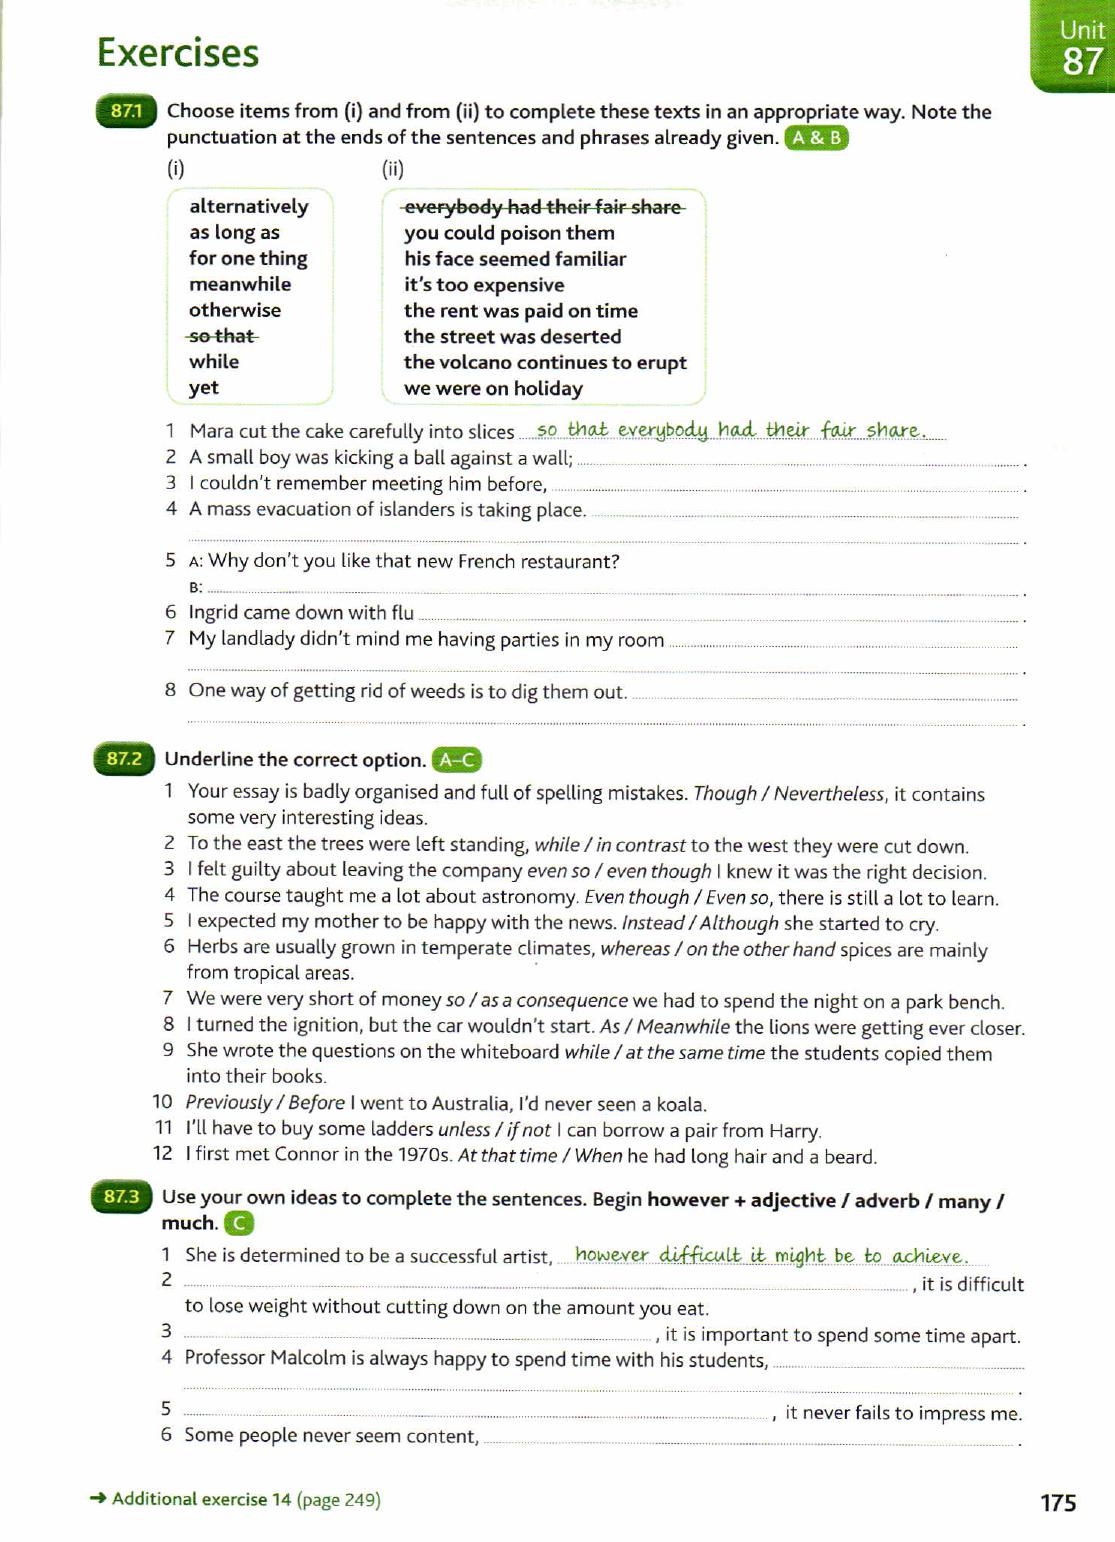 Unit
87
Exercises
87.1 Choose items from (i) and from (ii) to complete these texts in an appropriate way. Note the
punctuation at the ends of the sentences and phrases already given. A & B
(i) (ii)
alternatively everybody had their fair share
as long as you could poison them
for one thing his face seemed familiar
meanwhile it's too expensive
otherwise the rent was paid on time
so that the street was deserted
while the volcano continues to erupt
yet we were on holiday
1 Mara cut the cake carefully into slices so that everybody had their fair share.
2 A small boy was kicking a ball against a wall; .
3 I couldn't remember meeting him before, .
4 A mass evacuation of islanders is taking place.
.
5 A: Why don't you like that new French restaurant?
B: .
6 Ingrid came down with flu .
7 My landlady didn't mind me having parties in my room
.
8 One way of getting rid of weeds is to dig them out.
.
87.2 Underline the correct option. A–C
1 Your essay is badly organised and full of spelling mistakes. Though / Nevertheless, it contains
some very interesting ideas.
2 To the east the trees were left standing, while / in contrast to the west they were cut down.
3 I felt guilty about leaving the company even so / even though I knew it was the right decision.
4 The course taught me a lot about astronomy. Even though / Even so, there is still a lot to learn.
5 I expected my mother to be happy with the news. Instead / Although she started to cry.
6 Herbs are usually grown in temperate climates, whereas / on the other hand spices are mainly
from tropical areas.
7 We were very short of money so / as a consequence we had to spend the night on a park bench.
8 I turned the ignition, but the car wouldn't start. As / Meanwhile the lions were getting ever closer.
9 She wrote the questions on the whiteboard while / at the same time the students copied them
into their books.
10 Previously / Before I went to Australia, I'd never seen a koala.
11 I'll have to buy some ladders unless / if not I can borrow a pair from Harry.
12 I first met Connor in the 1970s. At that time / When he had long hair and a beard.
87.3 Use your own ideas to complete the sentences. Begin however + adjective / adverb / many /
much. C
1 She is determined to be a successful artist, however difficult it might be to achieve.
2 , it is difficult
to lose weight without cutting down on the amount you eat.
3 , it is important to spend some time apart.
4 Professor Malcolm is always happy to spend time with his students,
.
5 , it never fails to impress me.
6 Some people never seem content, .
➜ Additional exercise 14 (page 249)
175